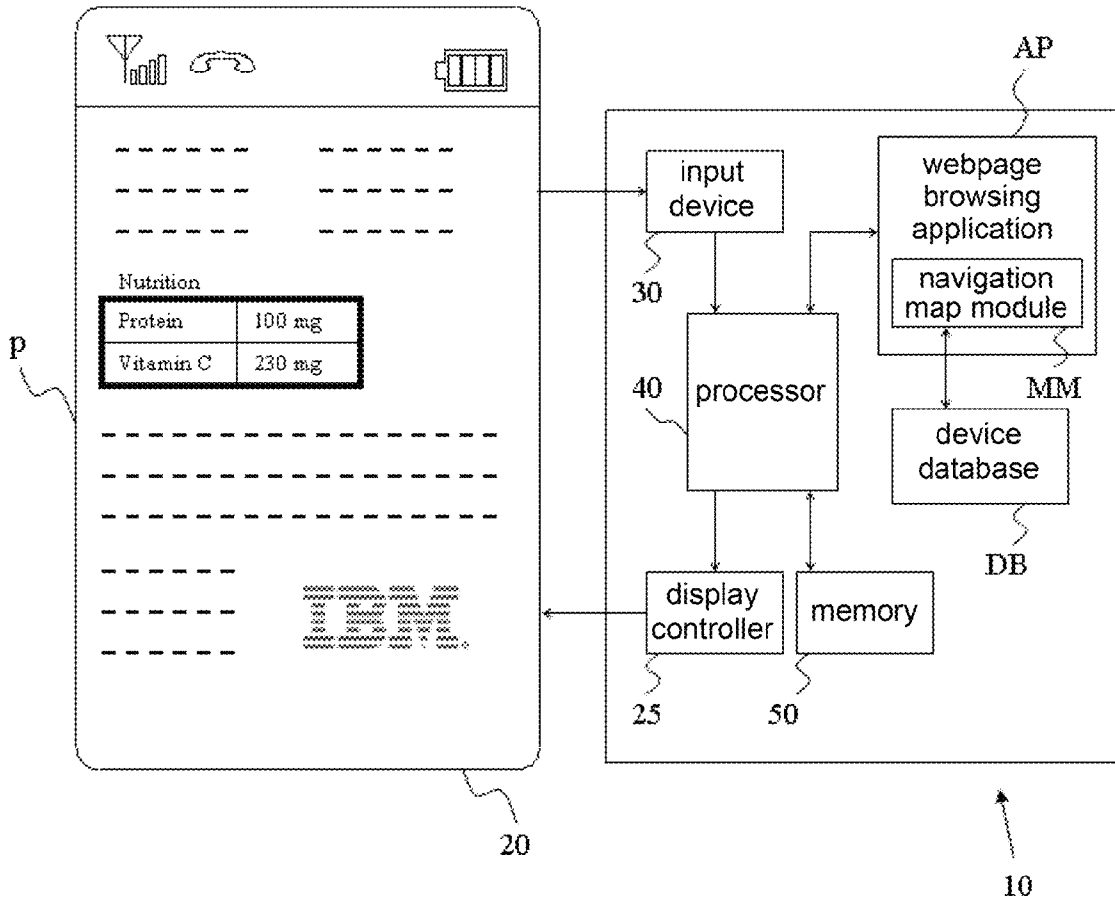 Nutrition
Protein 100 mg
Vitamin C 230 mg
IBM.
p
20
AP
input
device
30
webpage
browsing
application
navigation
map module
MM
40
processor
device
database
DB
display
controller
25
memory
50
10